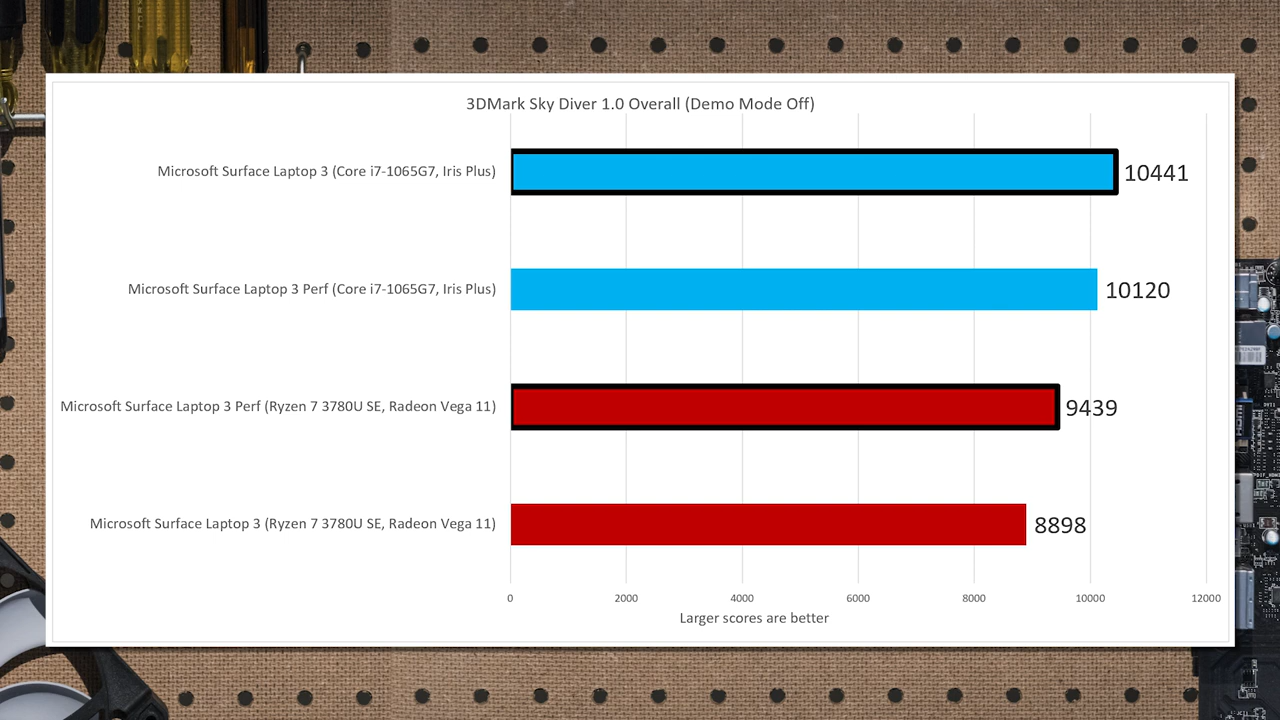 3DMark Sky Diver 1.0 Overall (Demo Mode Off)
Microsoft Surface Laptop 3 (Core i7-1065G7, Iris Plus) 10441
Microsoft Surface Laptop 3 Perf (Core i7-1065G7, Iris Plus) 10120
Microsoft Surface Laptop 3 Perf (Ryzen 7 3780U SE, Radeon Vega 11) 9439
Microsoft Surface Laptop 3 (Ryzen 7 3780U SE, Radeon Vega 11) 8898
0 2000 4000 6000 8000 10000 12000
Larger scores are better